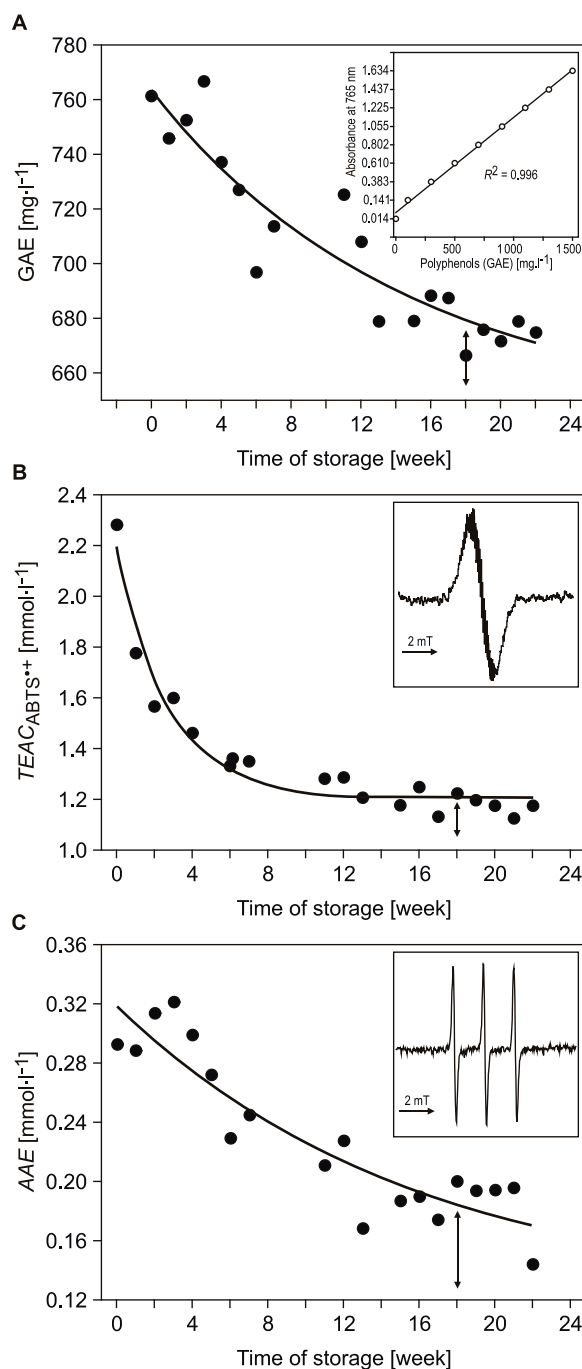 A
780
760
740
720
700
680
660
GAE [mg·l⁻¹]
0 4 8 12 16 20 24
Time of storage [week]
Absorbance at 765 nm
1.634
1.437
1.225
1.055
0.802
0.610
0.383
0.141
0.014
R² = 0.996
0 500 1000 1500
Polyphenols (GAE) [mg.l⁻¹]
B
2.4
2.2
2.0
1.8
1.6
1.4
1.2
1.0
TEAC_ABTS•+ [mmol·l⁻¹]
2 mT
0 4 8 12 16 20 24
Time of storage [week]
C
0.36
0.32
0.28
0.24
0.20
0.16
0.12
AAE [mmol·l⁻¹]
2 mT
0 4 8 12 16 20 24
Time of storage [week]